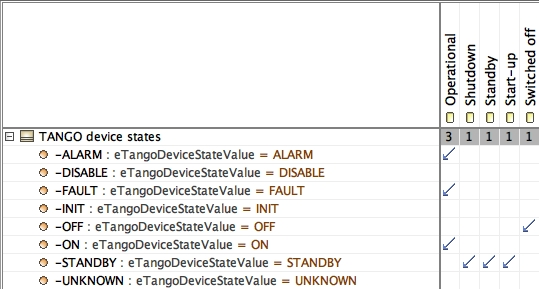 Operational
Shutdown
Standby
Start-up
Switched off
TANGO device states 3 1 1 1 1
-ALARM : eTangoDeviceStateValue = ALARM
-DISABLE : eTangoDeviceStateValue = DISABLE
-FAULT : eTangoDeviceStateValue = FAULT
-INIT : eTangoDeviceStateValue = INIT
-OFF : eTangoDeviceStateValue = OFF
-ON : eTangoDeviceStateValue = ON
-STANDBY : eTangoDeviceStateValue = STANDBY
-UNKNOWN : eTangoDeviceStateValue = UNKNOWN